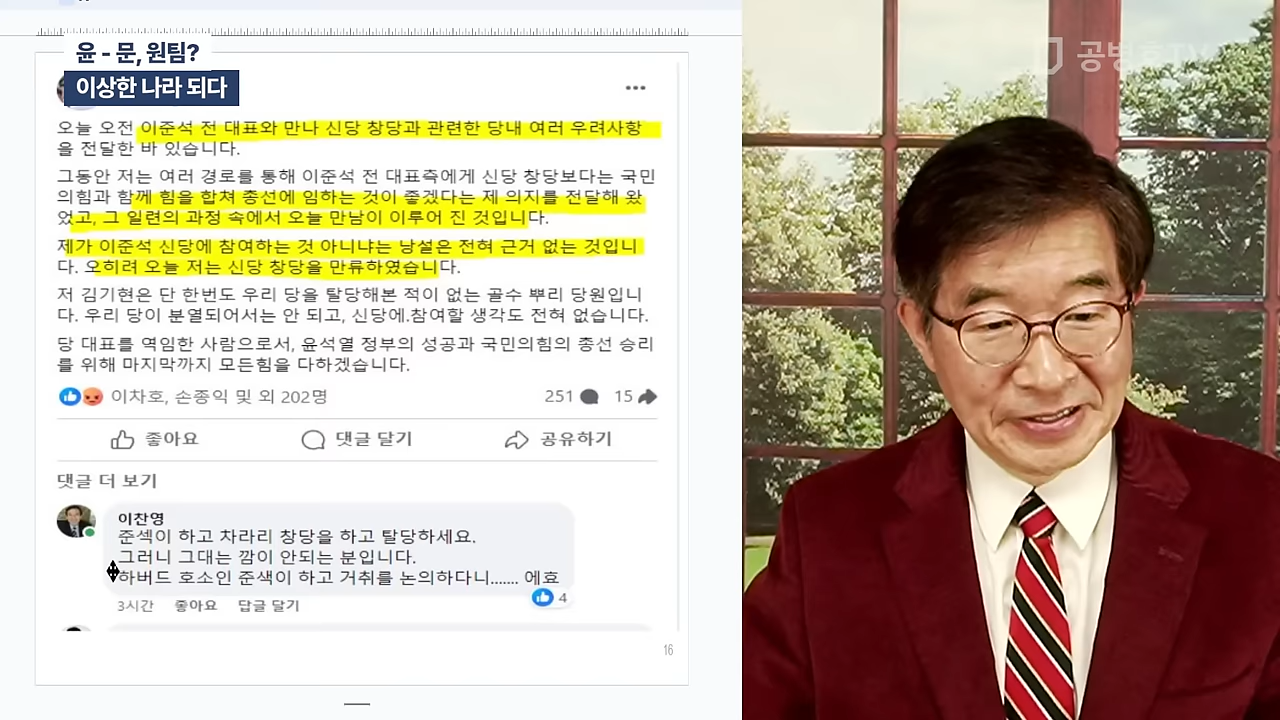 윤 - 문, 원팀?
이상한 나라 되다
공병호TV
오늘 오전 이준석 전 대표와 만나 신당 창당과 관련한 당내 여러 우려사항
을 전달한 바 있습니다.
그동안 저는 여러 경로를 통해 이준석 전 대표측에게 신당 창당보다는 국민
의힘과 함께 힘을 합쳐 총선에 임하는 것이 좋겠다는 제 의지를 전달해 왔
었고, 그 일련의 과정 속에서 오늘 만남이 이루어 진 것입니다.
제가 이준석 신당에 참여하는 것 아니냐는 낭설은 전혀 근거 없는 것입니
다. 오히려 오늘 저는 신당 창당을 만류하였습니다.
저 김기현은 단 한번도 우리 당을 탈당해본 적이 없는 골수 뿌리 당원입니
다. 우리 당이 분열되어서는 안 되고, 신당에.참여할 생각도 전혀 없습니다.
당 대표를 역임한 사람으로서, 윤석열 정부의 성공과 국민의힘의 총선 승리
를 위해 마지막까지 모든힘을 다하겠습니다.
이차호, 손종익 및 외 202명 251 15
좋아요 댓글 달기 공유하기
댓글 더 보기
이찬영
준섹이 하고 차라리 창당을 하고 탈당하세요.
그러니 그대는 깜이 안되는 분입니다.
하버드 호소인 준색이 하고 거취를 논의하다니....... 에효
3시간 좋아요 답글 달기 4
16